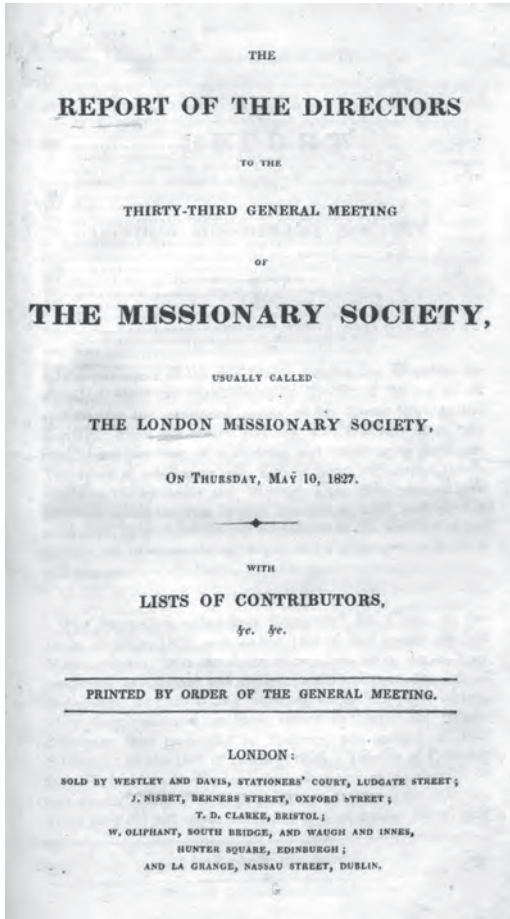 THE
REPORT OF THE DIRECTORS
TO THE
THIRTY-THIRD GENERAL MEETING
OF
THE MISSIONARY SOCIETY,
USUALLY CALLED
THE LONDON MISSIONARY SOCIETY,
ON THURSDAY, MAY 10, 1827.
WITH
LISTS OF CONTRIBUTORS,
&c. &c.
PRINTED BY ORDER OF THE GENERAL MEETING.
LONDON:
SOLD BY WESTLEY AND DAVIS, STATIONERS' COURT, LUDGATE STREET;
J. NISBET, BERNERS STREET, OXFORD STREET;
T. D. CLARKE, BRISTOL;
W. OLIPHANT, SOUTH BRIDGE, AND WAUGH AND INNES,
HUNTER SQUARE, EDINBURGH;
AND LA GRANGE, NASSAU STREET, DUBLIN.